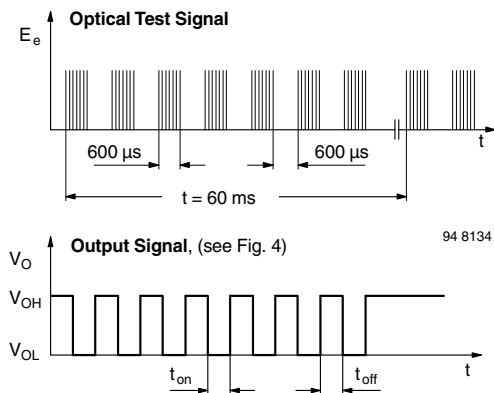 Optical Test Signal
E e
t
600 µs 600 µs
t = 60 ms
94 8134
Output Signal, (see Fig. 4)
V O
V OH
V OL
t on t off
t